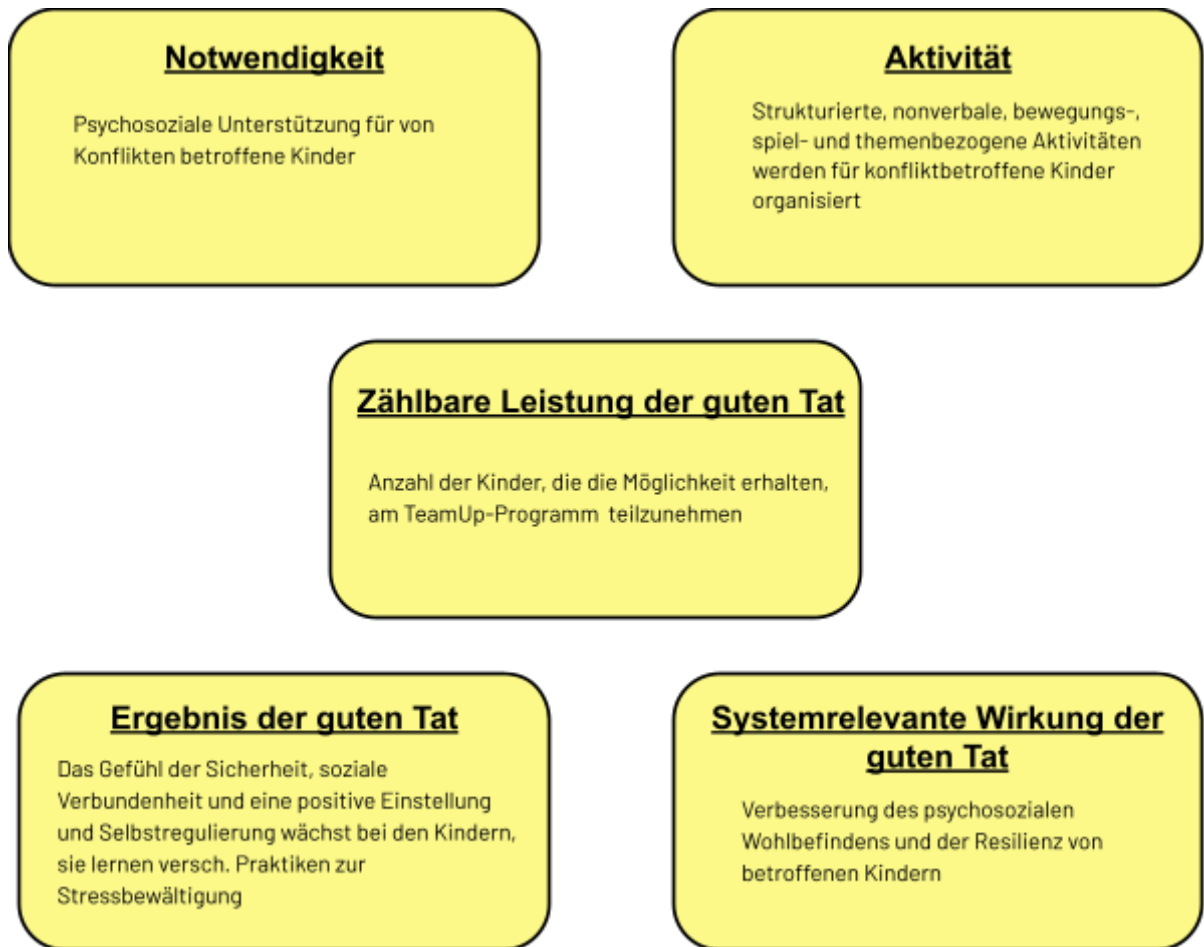 Notwendigkeit
Psychosoziale Unterstützung für von
Konflikten betroffene Kinder
Aktivität
Strukturierte, nonverbale, bewegungs-,
spiel- und themenbezogene Aktivitäten
werden für konfliktbetroffene Kinder
organisiert
Zählbare Leistung der guten Tat
Anzahl der Kinder, die die Möglichkeit erhalten,
am TeamUp-Programm teilzunehmen
Ergebnis der guten Tat
Das Gefühl der Sicherheit, soziale
Verbundenheit und eine positive Einstellung
und Selbstregulierung wächst bei den Kindern,
sie lernen versch. Praktiken zur
Stressbewältigung
Systemrelevante Wirkung der
guten Tat
Verbesserung des psychosozialen
Wohlbefindens und der Resilienz von
betroffenen Kindern